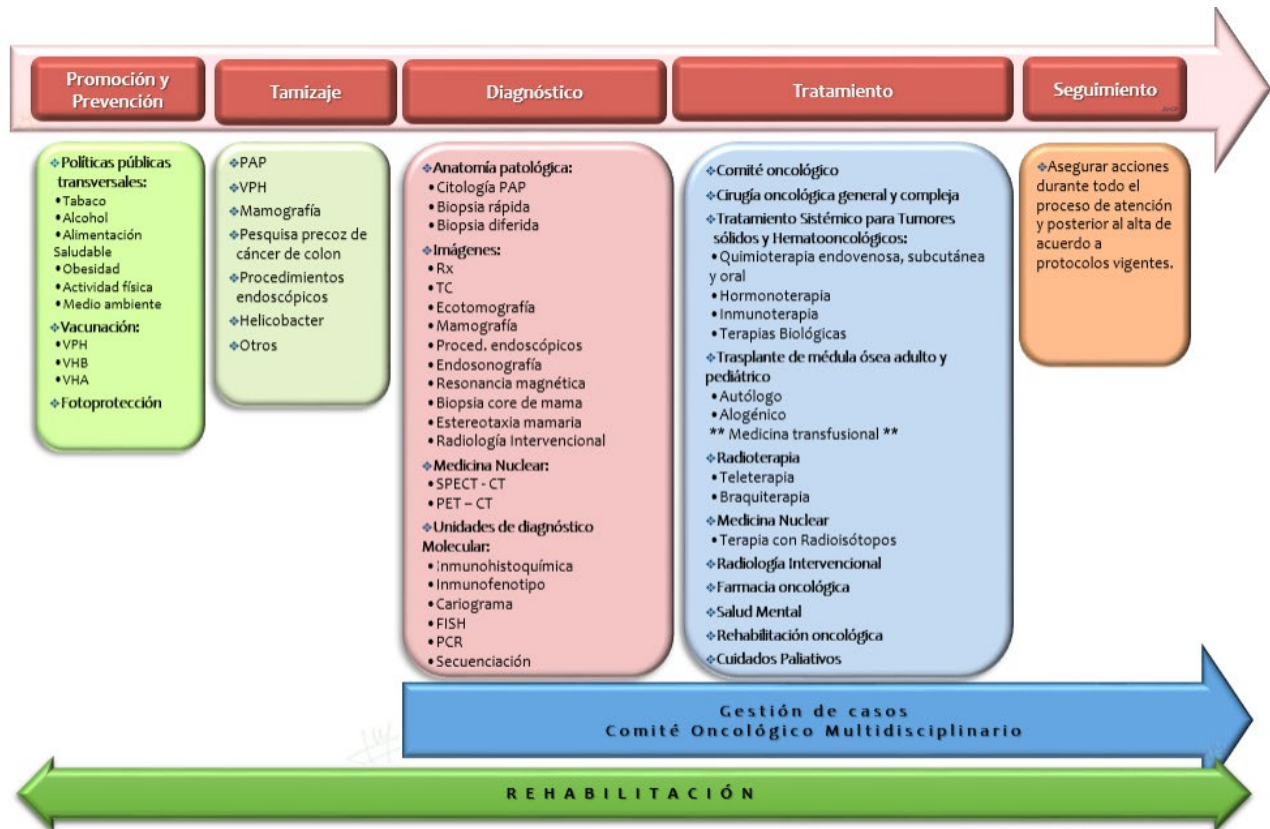 Promoción y
Prevención
Tamizaje
Diagnóstico
Tratamiento
Seguimiento
❖Políticas públicas
transversales:
•Tabaco
•Alcohol
•Alimentación
Saludable
•Obesidad
•Actividad física
•Medio ambiente
❖Vacunación:
•VPH
•VHB
•VHA
❖Fotoprotección
❖PAP
❖VPH
❖Mamografía
❖Pesquisa precoz de
cáncer de colon
❖Procedimientos
endoscópicos
❖Helicobacter
❖Otros
❖Anatomía patológica:
•Citología PAP
•Biopsia rápida
•Biopsia diferida
❖Imágenes:
•Rx
•TC
•Ecotomografía
•Mamografía
•Proced. endoscópicos
•Endosonografía
•Resonancia magnética
•Biopsia core de mama
•Estereotaxia mamaria
•Radiología Intervencional
❖Medicina Nuclear:
•SPECT - CT
•PET – CT
❖Unidades de diagnóstico
Molecular:
•Inmunohistoquímica
•Inmunofenotipo
•Cariograma
•FISH
•PCR
•Secuenciación
❖Comité oncológico
❖Cirugía oncológica general y compleja
❖Tratamiento Sistémico para Tumores
sólidos y Hematooncológicos:
•Quimioterapia endovenosa, subcutánea
y oral
•Hormonoterapia
•Inmunoterapia
•Terapias Biológicas
❖Trasplante de médula ósea adulto y
pediátrico
•Autólogo
•Alogénico
** Medicina transfusional **
❖Radioterapia
•Teleterapia
•Braquiterapia
❖Medicina Nuclear
•Terapia con Radioisótopos
❖Radiología Intervencional
❖Farmacia oncológica
❖Salud Mental
❖Rehabilitación oncológica
❖Cuidados Paliativos
❖Asegurar acciones
durante todo el
proceso de atención
y posterior al alta de
acuerdo a
protocolos vigentes.
Gestión de casos
Comité Oncológico Multidisciplinario
REHABILITACIÓN